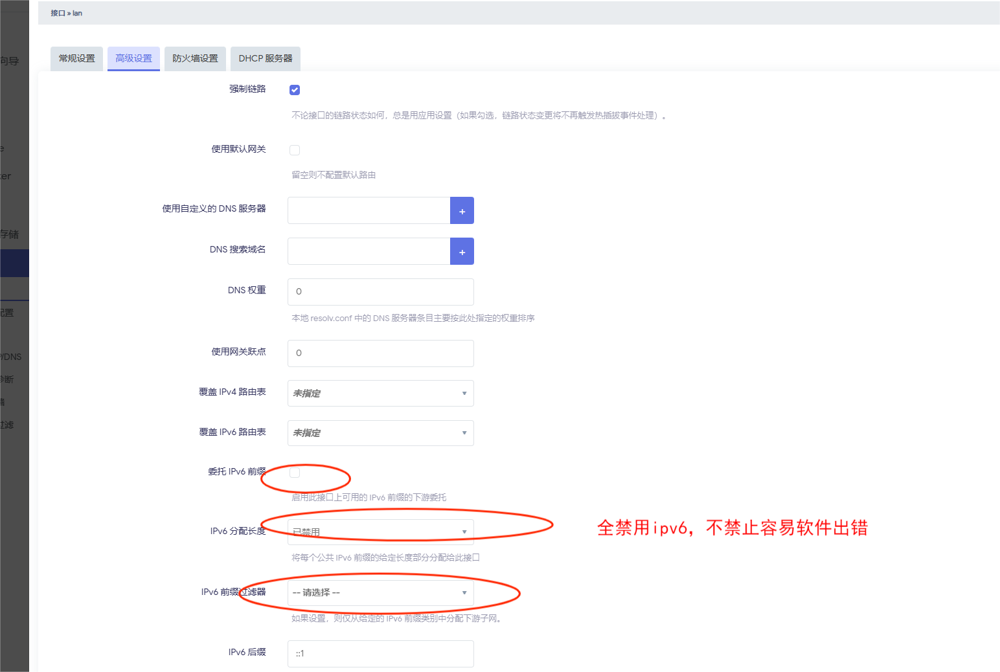 接口 » lan
向导
常规设置 高级设置 防火墙设置 DHCP 服务器
强制链路
不论接口的链路状态如何，总是用应用设置（如果勾选，链路状态变更将不再触发热插拔事件处理）。
使用默认网关
留空则不配置默认路由
ter
使用自定义的 DNS 服务器 +
存储
DNS 搜索域名 +
DNS 权重 0
本地 resolv.conf 中的 DNS 服务器条目主要按此处指定的权重排序
配置
使用网关跃点 0
P/DNS
诊断
覆盖 IPv4 路由表 未指定
墙
过滤
覆盖 IPv6 路由表 未指定
委托 IPv6 前缀
启用此接口上可用的 IPv6 前缀的下游委托
IPv6 分配长度 已禁用
全禁用ipv6，不禁止容易软件出错
将每个公共 IPv6 前缀的给定长度部分分配给此接口
IPv6 前缀过滤器 -- 请选择 --
如果设置，则仅从给定的 IPv6 前缀类别中分配下游子网。
IPv6 后缀 ::1